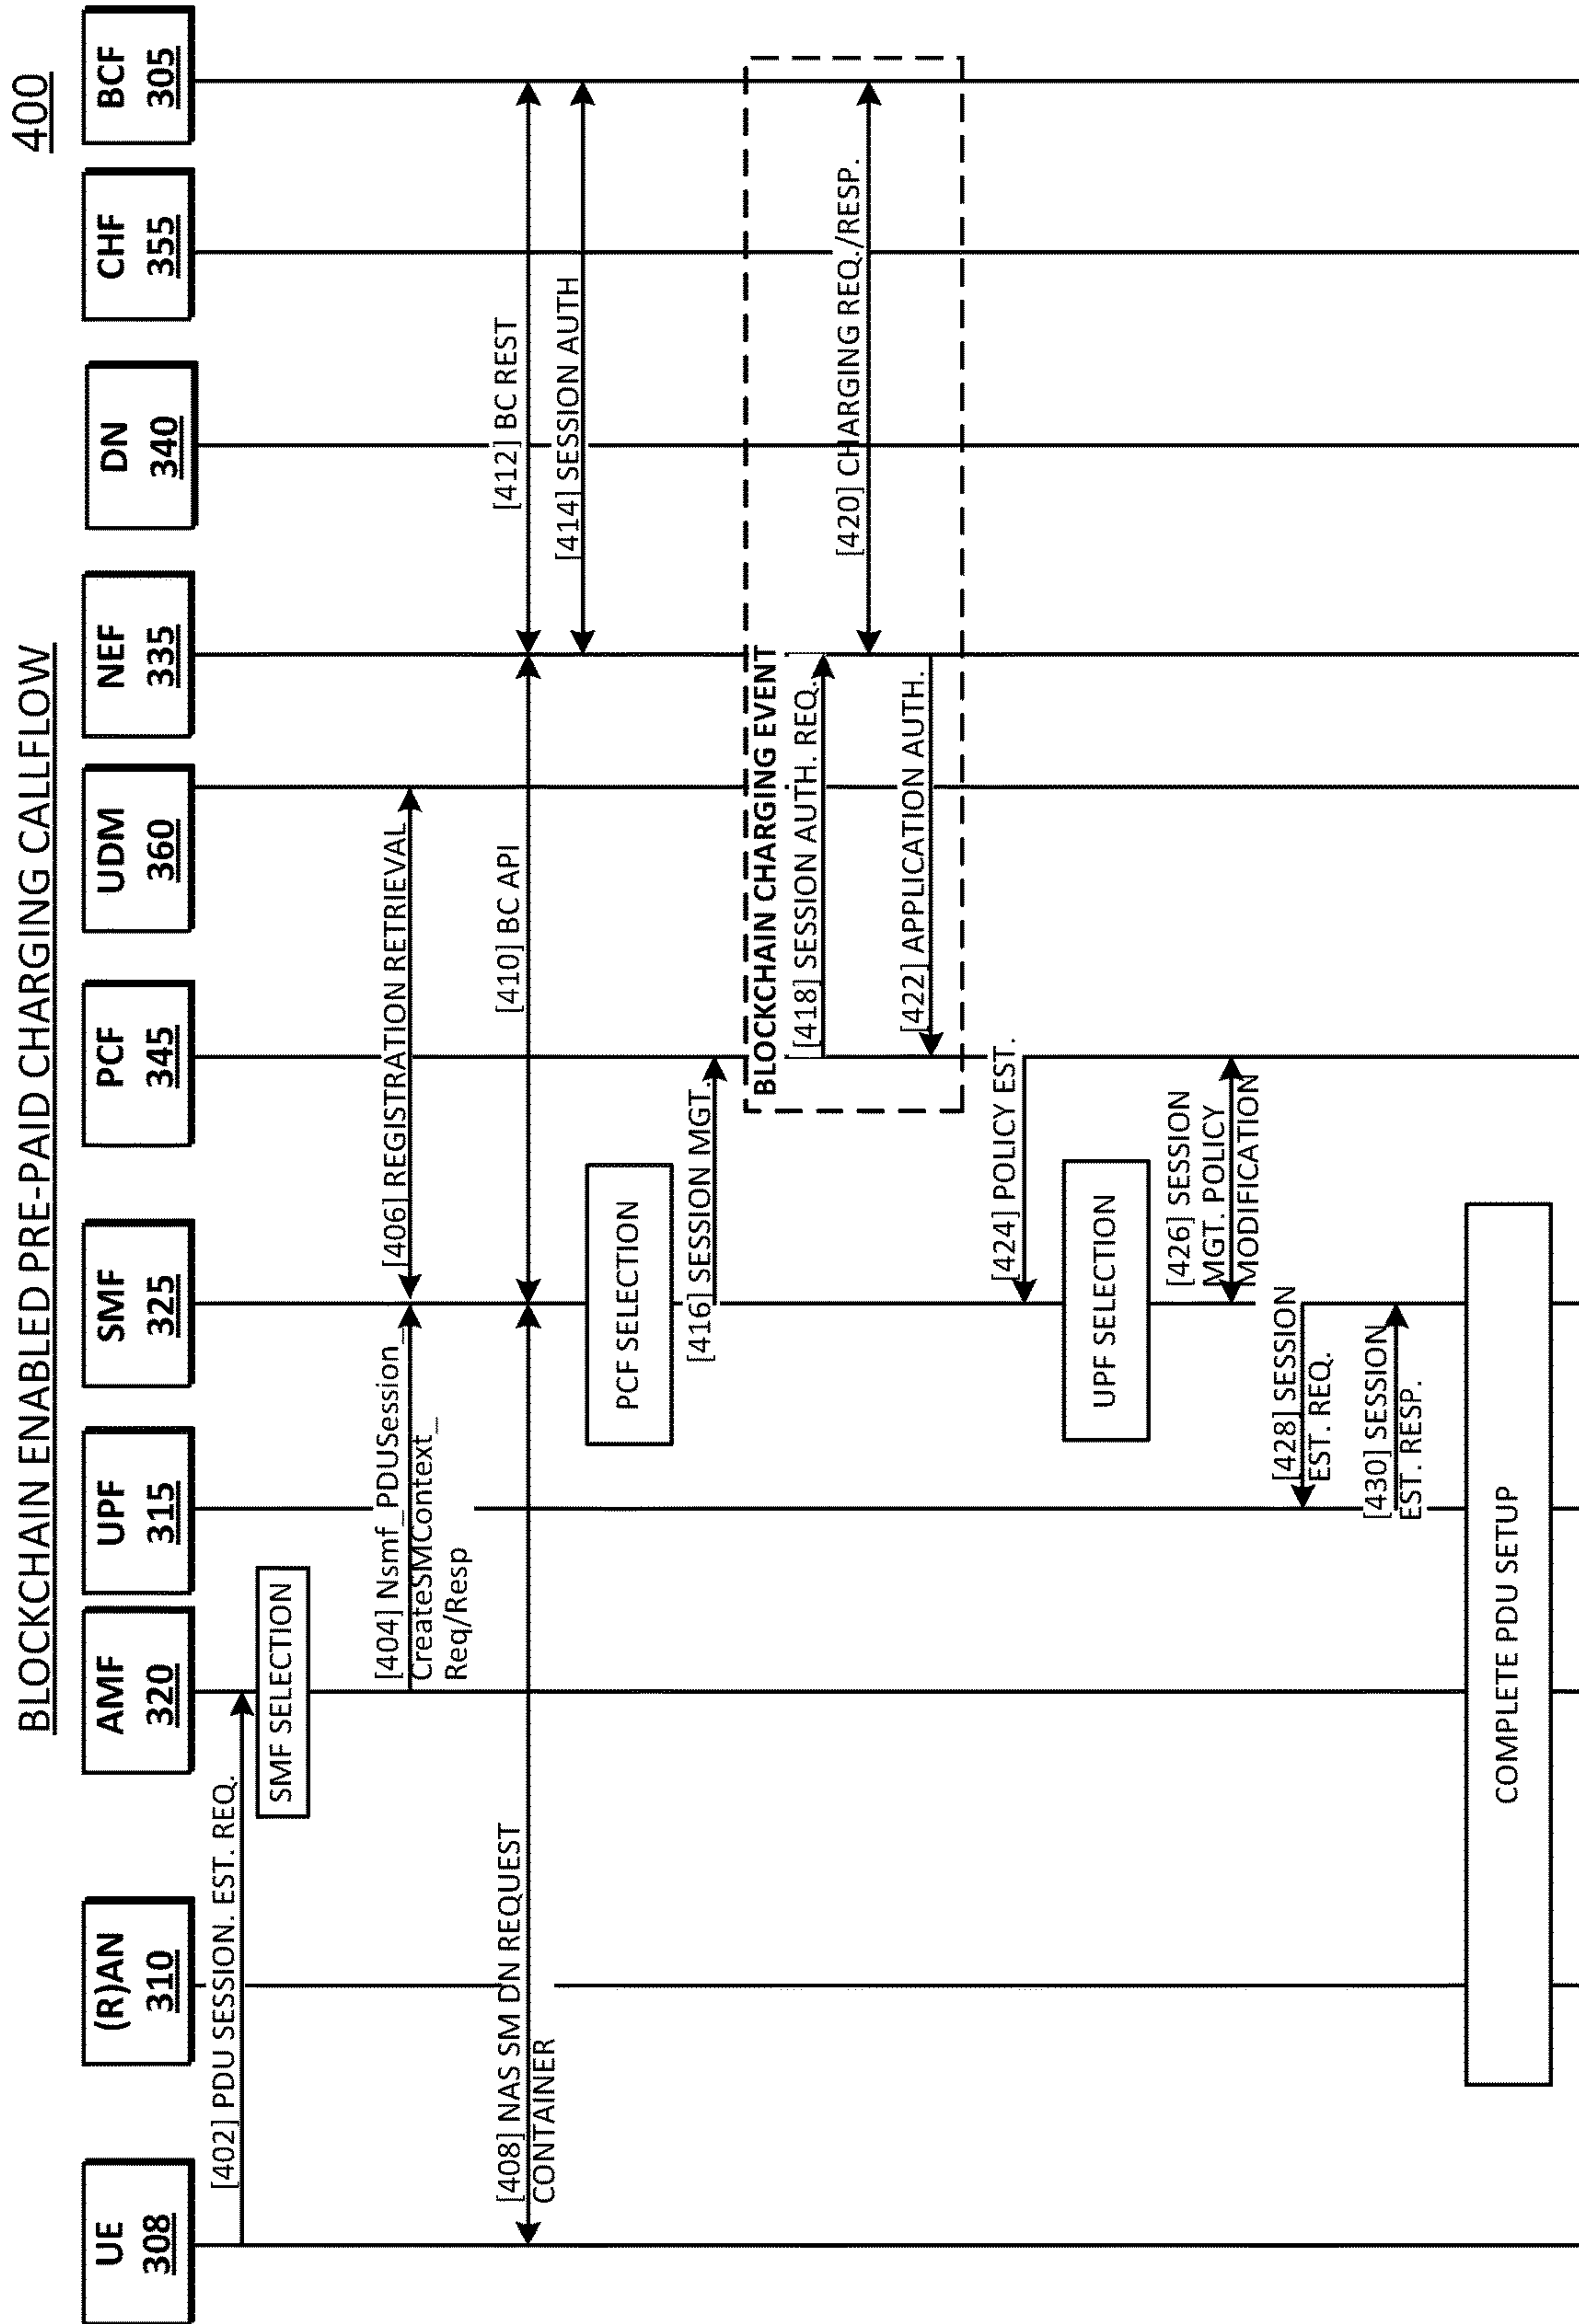 BLOCKCHAIN ENABLED PRE-PAID CHARGING CALLFLOW
400
UE
308
(R)AN
310
AMF
320
UPF
315
SMF
325
PCF
345
UDM
360
NEF
335
DN
340
CHF
355
BCF
305
[402] PDU SESSION. EST. REQ.
SMF SELECTION
[404] Nsmf_PDUSession_
CreateSMContext_
Req/Resp
[406] REGISTRATION RETRIEVAL
[408] NAS SM DN REQUEST
CONTAINER
[410] BC API
[412] BC REST
[414] SESSION AUTH
PCF SELECTION
[416] SESSION MGT.
BLOCKCHAIN CHARGING EVENT
[418] SESSION AUTH. REQ.
[420] CHARGING REQ./RESP.
[422] APPLICATION AUTH.
[424] POLICY EST.
UPF SELECTION
[426] SESSION
MGT. POLICY
MODIFICATION
[428] SESSION
EST. REQ.
[430] SESSION
EST. RESP.
COMPLETE PDU SETUP